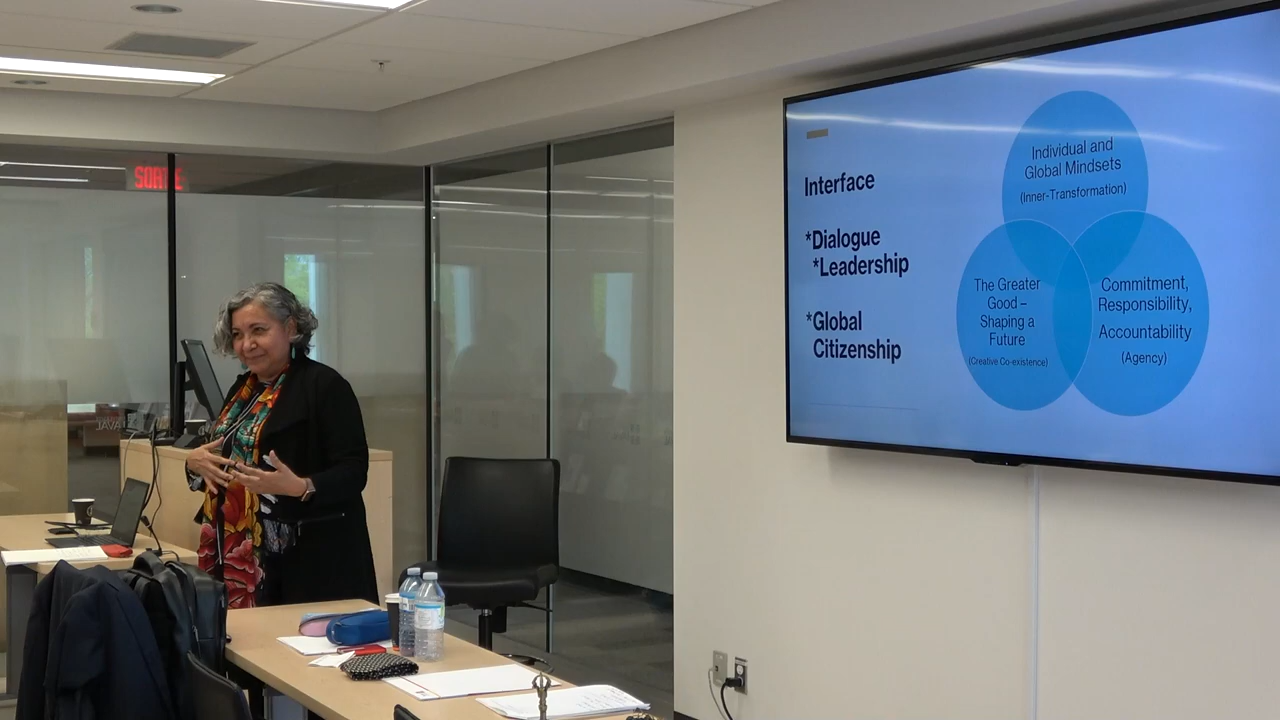 SORTIE
Interface
*Dialogue
*Leadership
*Global
Citizenship
Individual and
Global Mindsets
(Inner-Transformation)
The Greater
Good –
Shaping a
Future
(Creative Co-existence)
Commitment,
Responsibility,
Accountability
(Agency)